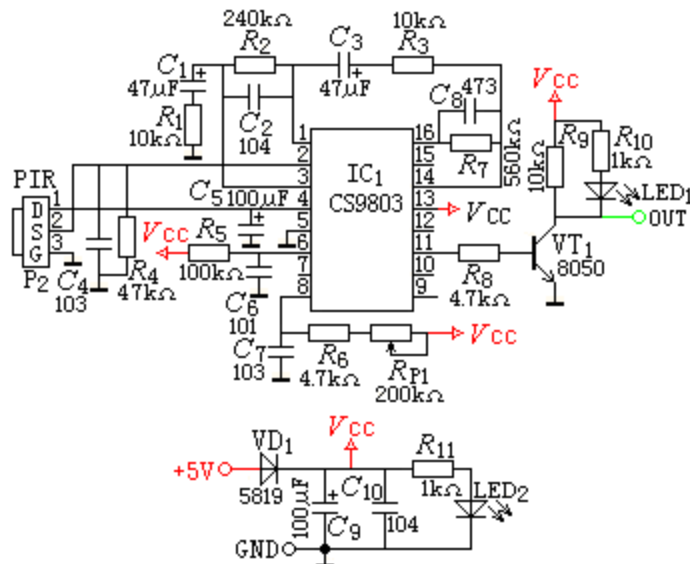 240kΩ
10kΩ
C1
R2
C3
R3
47μF
47μF
C8 473
VCC
R1
10kΩ
C2
104
R9
10kΩ
R10
1kΩ
R7
560kΩ
1
2
3
4
5
6
7
8
IC1
CS9803
16
15
14
13
12
11
10
9
PIR
1
2
3
D
S
G
P2
C5 100μF
VCC
LED1
OUT
VCC
R5
100kΩ
C4
103
R4
47kΩ
C6
101
R8
4.7kΩ
VT1
8050
C7
103
R6
4.7kΩ
RP1
200kΩ
VCC
VCC
VD1
+5V
5819
R11
1kΩ
LED2
100μF
C9
C10
104
GND